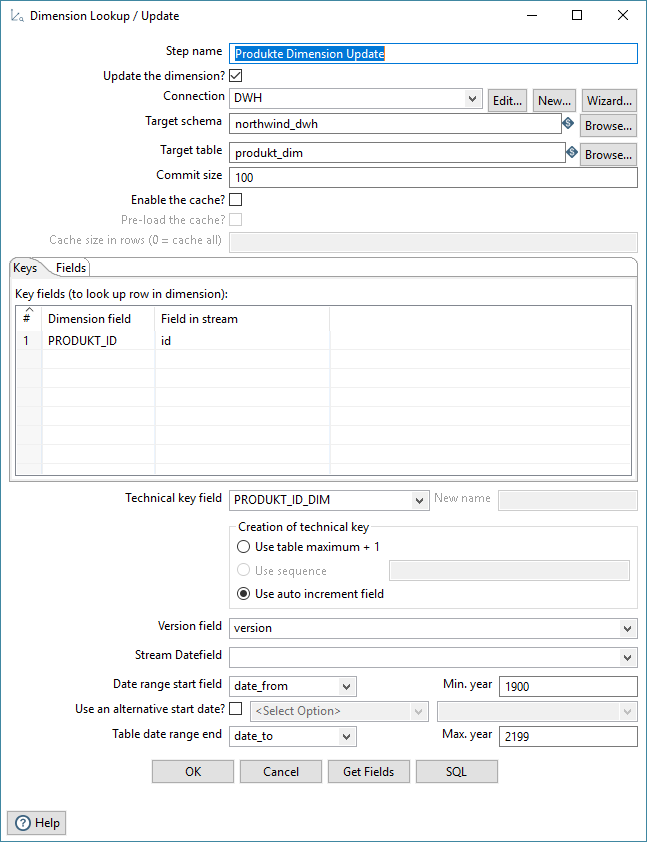 Dimension Lookup / Update
Step name Produkte Dimension Update
Update the dimension?
Connection DWH Edit... New... Wizard...
Target schema northwind_dwh S Browse...
Target table produkt_dim S Browse...
Commit size 100
Enable the cache?
Pre-load the cache?
Cache size in rows (0 = cache all)
Keys Fields
Key fields (to look up row in dimension):
# Dimension field Field in stream
1 PRODUKT_ID id
Technical key field PRODUKT_ID_DIM New name
Creation of technical key
Use table maximum + 1
Use sequence
Use auto increment field
Version field version
Stream Datefield
Date range start field date_from Min. year 1900
Use an alternative start date? <Select Option>
Table date range end date_to Max. year 2199
OK Cancel Get Fields SQL
? Help